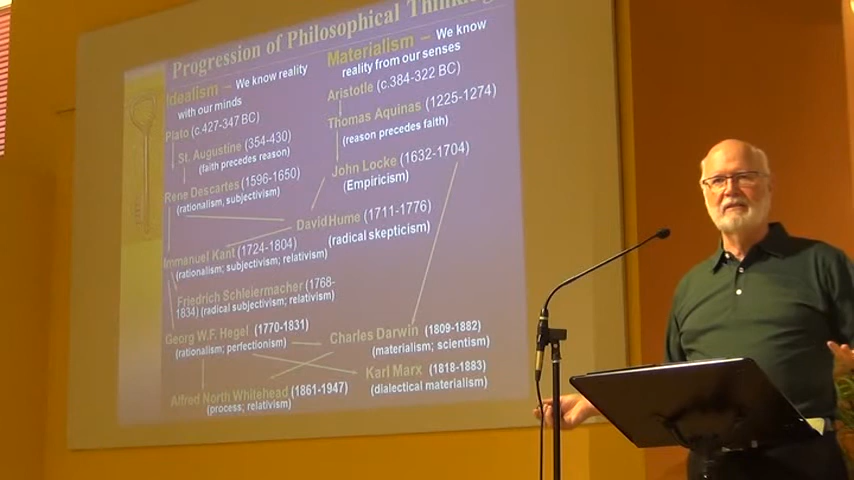 Progression of Philosophical Thinking
Idealism – We know reality
with our minds
Plato (c.427-347 BC)
St. Augustine (354-430)
(faith precedes reason)
Rene Descartes (1596-1650)
(rationalism, subjectivism)
Immanuel Kant (1724-1804)
(rationalism; subjectivism; relativism)
Friedrich Schleiermacher (1768-
1834) (radical subjectivism; relativism)
Georg W.F. Hegel (1770-1831)
(rationalism; perfectionism)
Alfred North Whitehead (1861-1947)
(process; relativism)
Materialism – We know
reality from our senses
Aristotle (c.384-322 BC)
Thomas Aquinas (1225-1274)
(reason precedes faith)
John Locke (1632-1704)
(Empiricism)
David Hume (1711-1776)
(radical skepticism)
Charles Darwin (1809-1882)
(materialism; scientism)
Karl Marx (1818-1883)
(dialectical materialism)